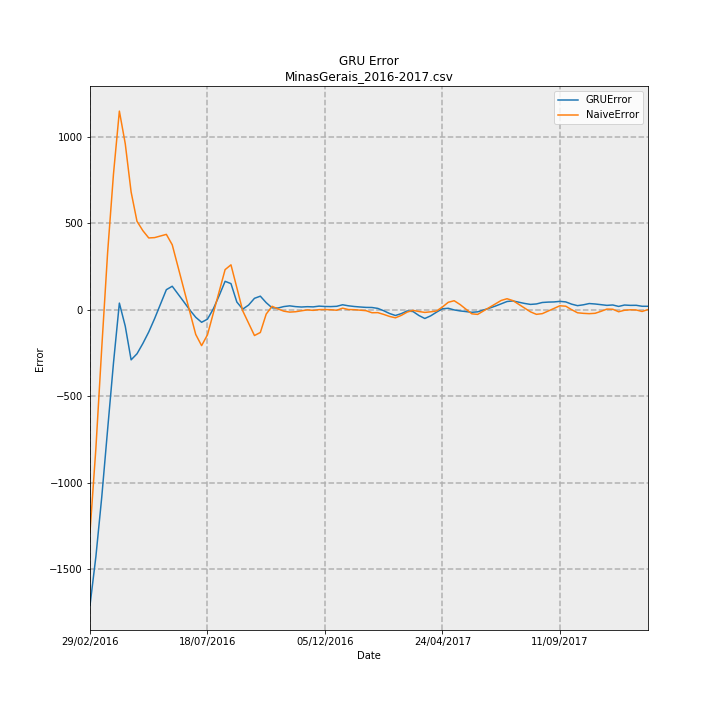 GRU Error
MinasGerais_2016-2017.csv
GRUError
NaiveError
1000
500
0
−500
−1000
−1500
Error
29/02/2016
18/07/2016
05/12/2016
24/04/2017
11/09/2017
Date